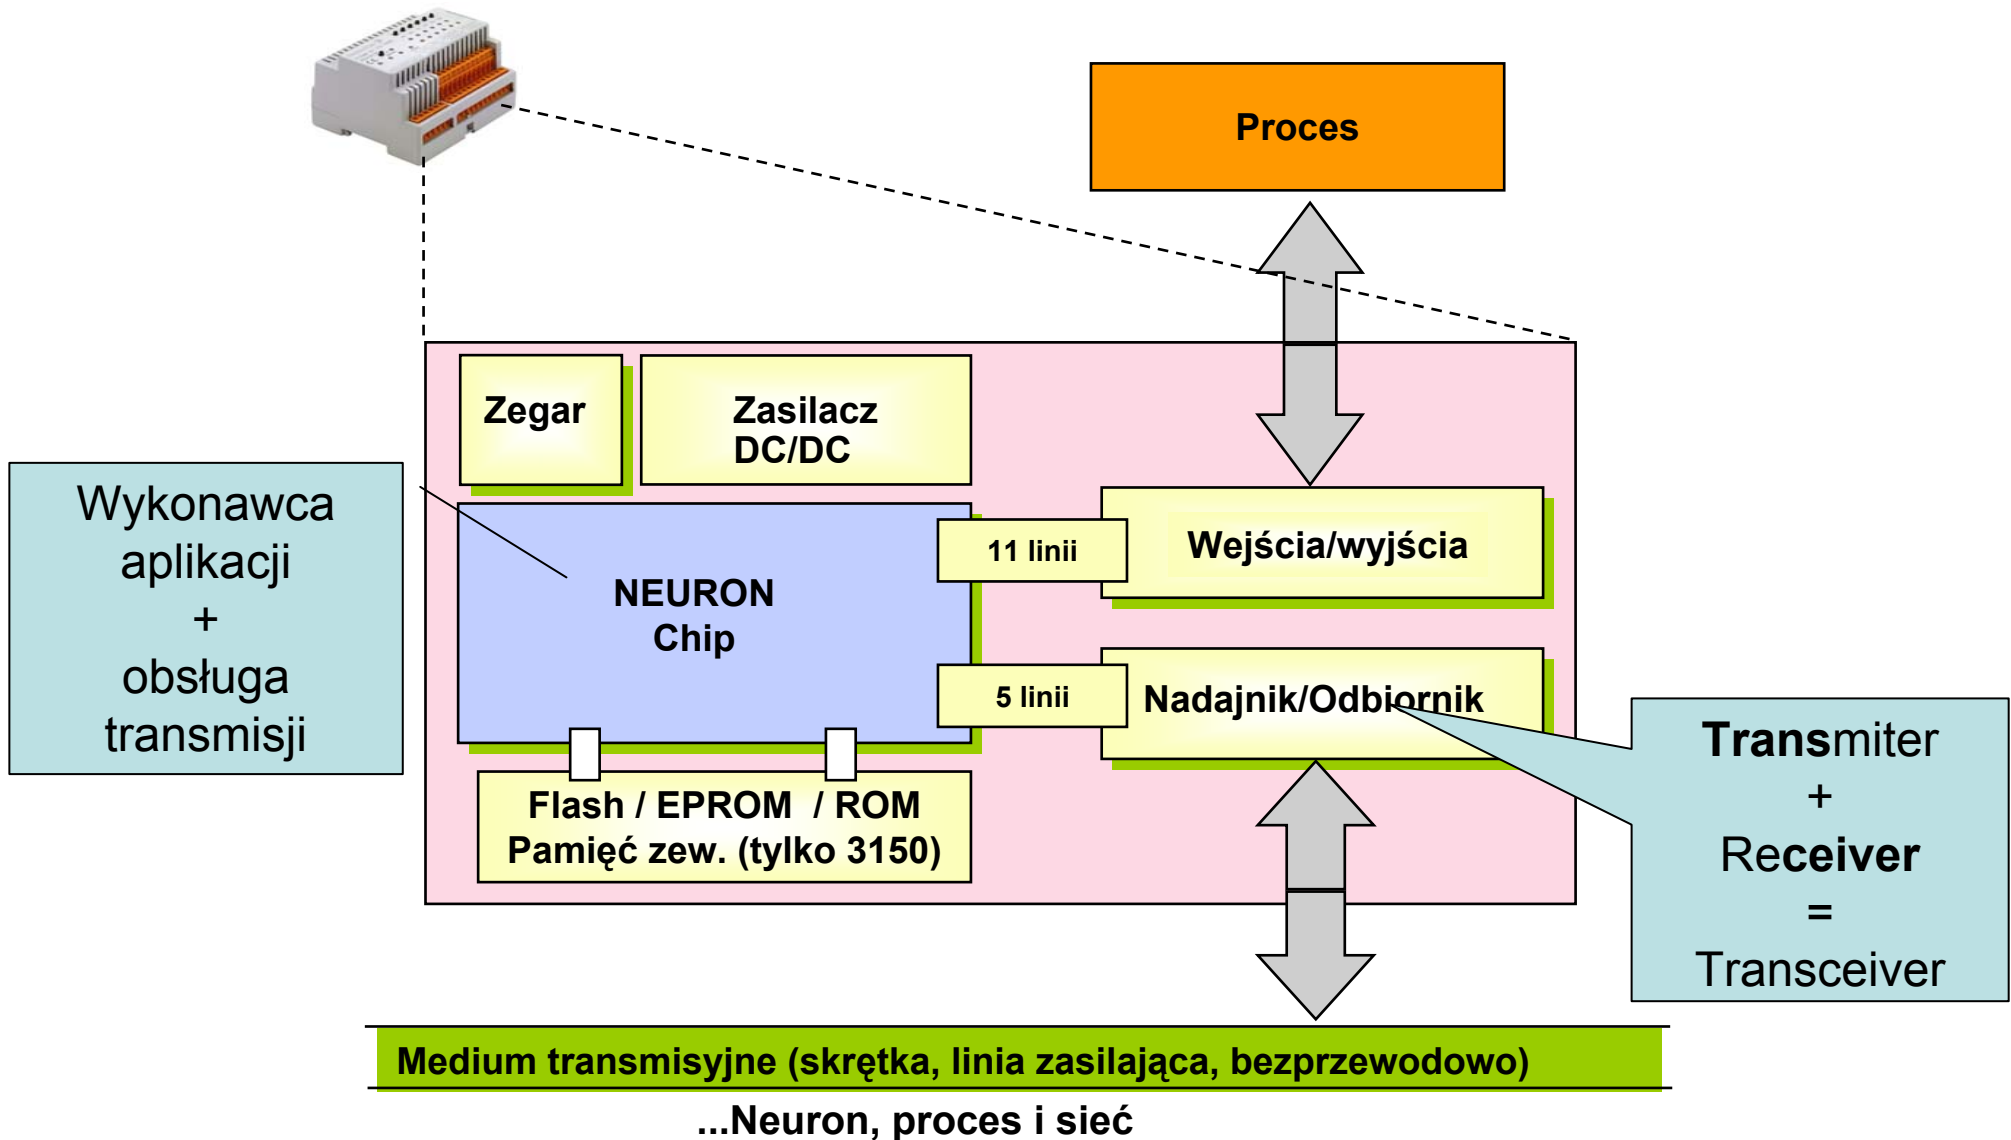 Proces
Zegar
Zasilacz
DC/DC
Wykonawca
aplikacji
+
obsługa
transmisji
NEURON
Chip
11 linii
Wejścia/wyjścia
5 linii
Nadajnik/Odbiornik
Transmiter
+
Receiver
=
Transceiver
Flash / EPROM / ROM
Pamięć zew. (tylko 3150)
Medium transmisyjne (skrętka, linia zasilająca, bezprzewodowo)
...Neuron, proces i sieć